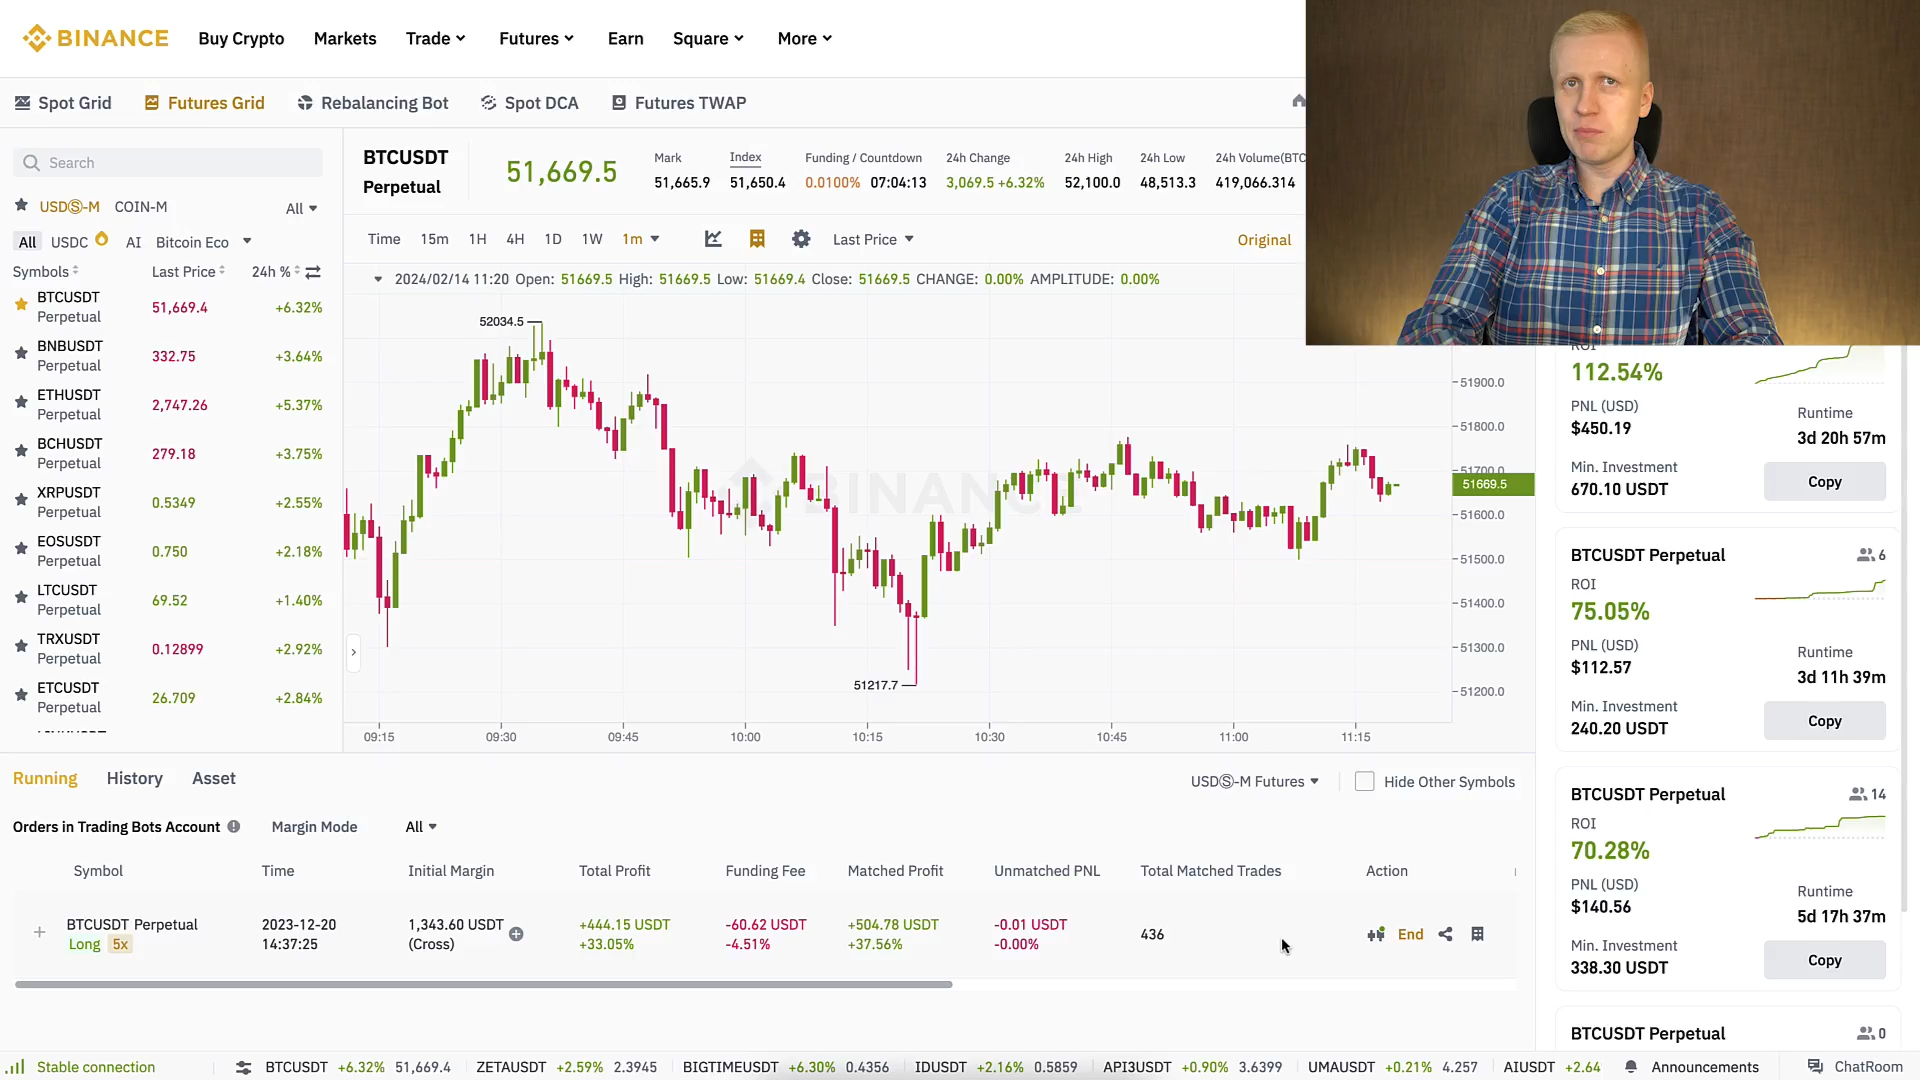 BINANCE
Buy Crypto Markets Trade Futures Earn Square More
Spot Grid Futures Grid Rebalancing Bot Spot DCA Futures TWAP
Search
USDⓈ-M COIN-M All
All USDC AI Bitcoin Eco
Symbols Last Price 24h %
BTCUSDT Perpetual 51,669.4 +6.32%
BNBUSDT Perpetual 332.75 +3.64%
ETHUSDT Perpetual 2,747.26 +5.37%
BCHUSDT Perpetual 279.18 +3.75%
XRPUSDT Perpetual 0.5349 +2.55%
EOSUSDT Perpetual 0.750 +2.18%
LTCUSDT Perpetual 69.52 +1.40%
TRXUSDT Perpetual 0.12899 +2.92%
ETCUSDT Perpetual 26.709 +2.84%
BTCUSDT
Perpetual
51,669.5
Mark Index Funding / Countdown 24h Change 24h High 24h Low 24h Volume(BTC
51,665.9 51,650.4 0.0100% 07:04:13 3,069.5 +6.32% 52,100.0 48,513.3 419,066.314
Time 15m 1H 4H 1D 1W 1m Last Price Original
2024/02/14 11:20 Open: 51669.5 High: 51669.5 Low: 51669.4 Close: 51669.5 CHANGE: 0.00% AMPLITUDE: 0.00%
52034.5
51217.7
BINANCE
51900.0
51800.0
51700.0
51669.5
51600.0
51500.0
51400.0
51300.0
51200.0
09:15 09:30 09:45 10:00 10:15 10:30 10:45 11:00 11:15
ROI
112.54%
PNL (USD)
$450.19
Runtime
3d 20h 57m
Min. Investment
670.10 USDT
Copy
BTCUSDT Perpetual 6
ROI
75.05%
PNL (USD)
$112.57
Runtime
3d 11h 39m
Min. Investment
240.20 USDT
Copy
BTCUSDT Perpetual 14
ROI
70.28%
PNL (USD)
$140.56
Runtime
5d 17h 37m
Min. Investment
338.30 USDT
Copy
BTCUSDT Perpetual 0
Running History Asset
USDⓈ-M Futures Hide Other Symbols
Orders in Trading Bots Account Margin Mode All
Symbol Time Initial Margin Total Profit Funding Fee Matched Profit Unmatched PNL Total Matched Trades Action
BTCUSDT Perpetual 2023-12-20 1,343.60 USDT +444.15 USDT -60.62 USDT +504.78 USDT -0.01 USDT 436 End
Long 5x 14:37:25 (Cross) +33.05% -4.51% +37.56% -0.00%
Stable connection BTCUSDT +6.32% 51,669.4 ZETAUSDT +2.59% 2.3945 BIGTIMEUSDT +6.30% 0.4356 IDUSDT +2.16% 0.5859 API3USDT +0.90% 3.6399 UMAUSDT +0.21% 4.257 AIUSDT +2.64 Announcements ChatRoom